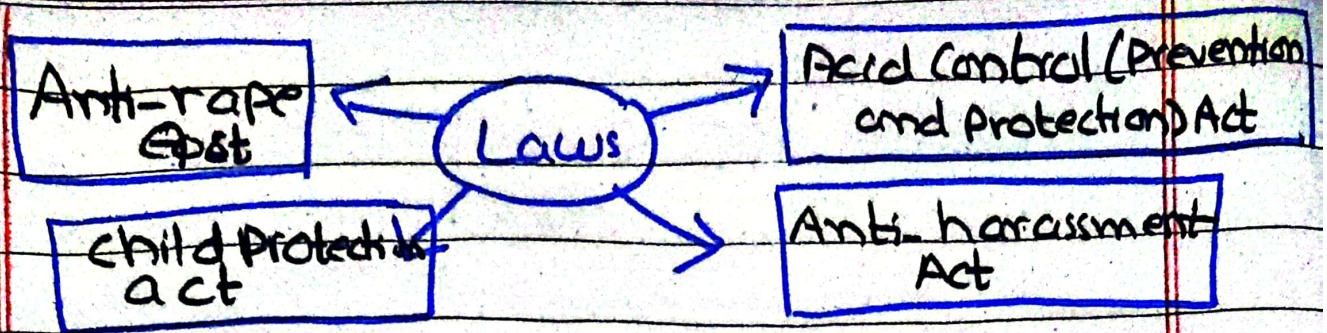 Anti-rape
Laws
Acid Control (Prevention
and Protection) Act
Child Protection
act
Anti-harassment
Act